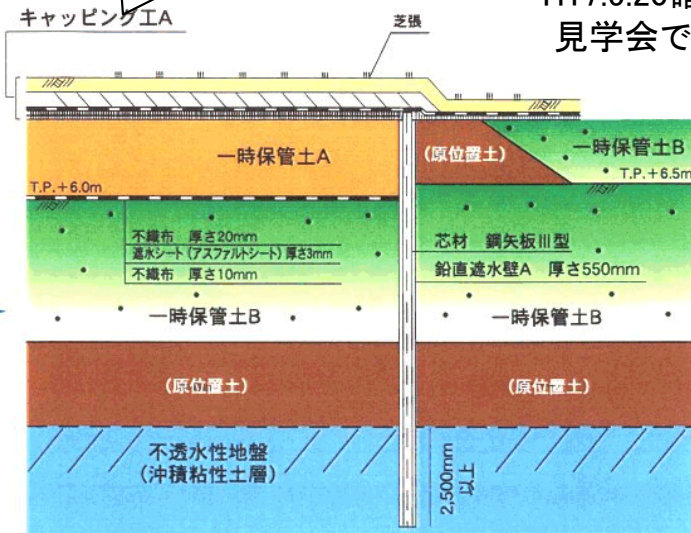 キャッピング工A
芝張
見学会で
一時保管土A
(原位置土)
一時保管土B
T.P.+6.0m
T.P.+6.5m
不織布 厚さ20mm
遮水シート(アスファルトシート)厚さ3mm
不織布 厚さ10mm
芯材 鋼矢板III型
鉛直遮水壁A 厚さ550mm
一時保管土B
一時保管土B
(原位置土)
(原位置土)
不透水性地盤
(沖積粘性土層)
2,500mm
以上